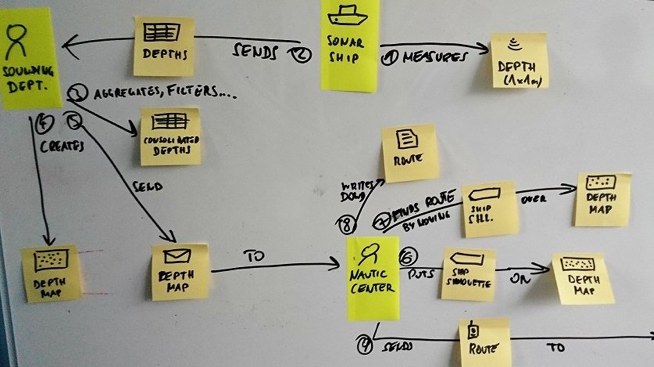 SOUNDING
DEPT.
DEPTHS
SENDS
2
SONAR
SHIP
1 MEASURES
DEPTH
(1x1m)
3 AGGREGATES, FILTERS....
CONSOLIDATED
DEPTHS
4
CREATES
DEPTH
MAP
5
SEND
DEPTH
MAP
TO
NAUTIC
CENTER
6
PUTS
SHIP
SILHOUETTE
ON
DEPTH
MAP
7 FINDS ROUTE
BY MOVING
SHIP
SILL.
OVER
DEPTH
MAP
8
WRITES
DOWN
ROUTE
9 SENDS
ROUTE
TO